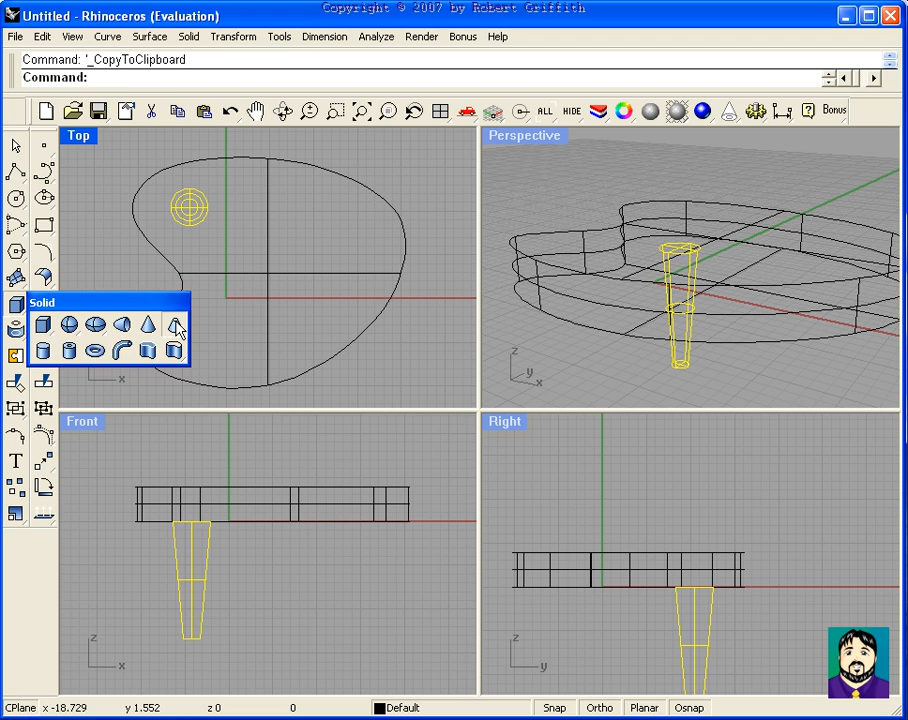 Copyright © 2007 by Robert Griffith
Untitled - Rhinoceros (Evaluation)
File Edit View Curve Surface Solid Transform Tools Dimension Analyze Render Bonus Help
Command: '_CopyToClipboard
Command:
ALL HIDE Bonus
Top
Perspective
Solid
x
z
y
x
Front
Right
z
x
z
y
T
CPlane x -18.729 y 1.552 z 0 0 Default Snap Ortho Planar Osnap